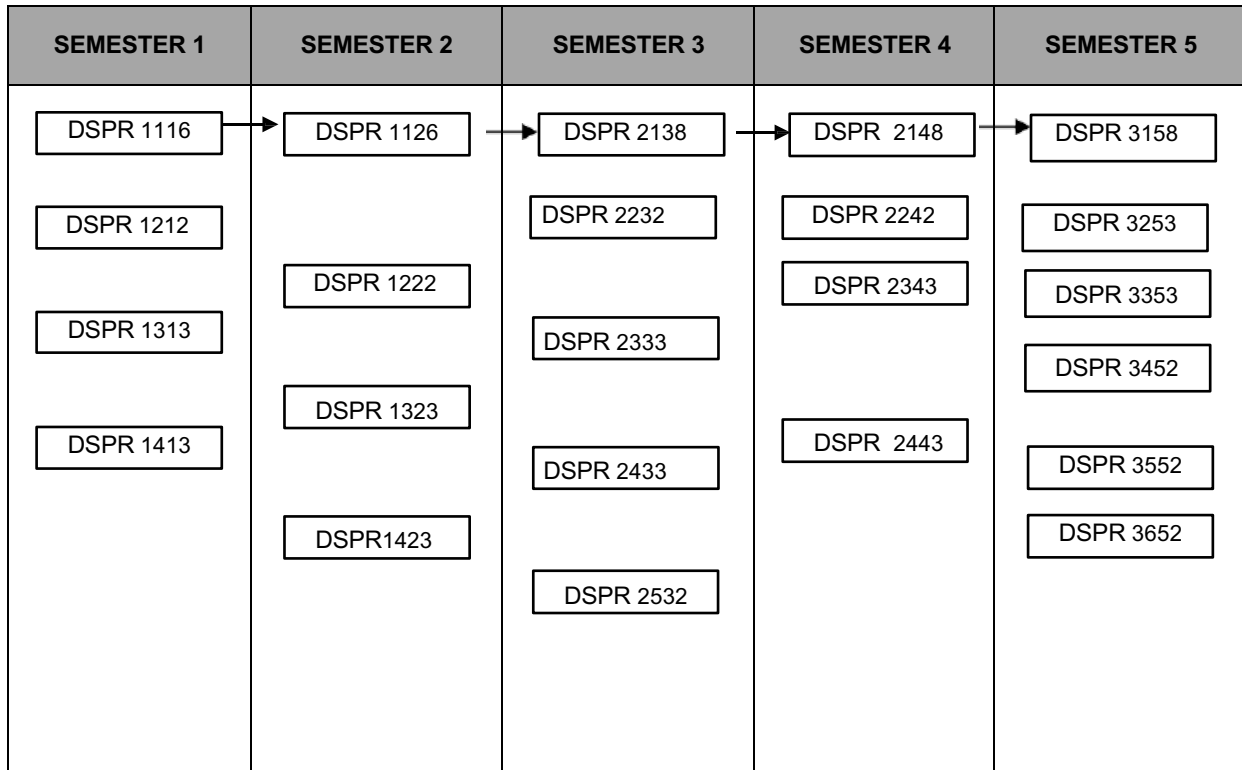 SEMESTER 1
SEMESTER 2
SEMESTER 3
SEMESTER 4
SEMESTER 5
DSPR 1116
DSPR 1212
DSPR 1313
DSPR 1413
DSPR 1126
DSPR 1222
DSPR 1323
DSPR1423
DSPR 2138
DSPR 2232
DSPR 2333
DSPR 2433
DSPR 2532
DSPR 2148
DSPR 2242
DSPR 2343
DSPR 2443
DSPR 3158
DSPR 3253
DSPR 3353
DSPR 3452
DSPR 3552
DSPR 3652